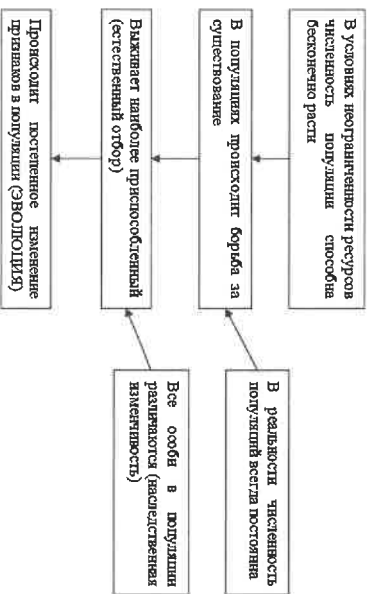 В условиях неограниченности ресурсов
численность популяции способна
бесконечно расти
В реальности численность
популяций всегда постоянна
В популяциях происходит борьба за
существование
Все особи в популяции
различаются (наследственная
изменчивость)
Выживает наиболее приспособленный
(естественный отбор)
Происходит постепенное изменение
признаков в популяции (ЭВОЛЮЦИЯ)